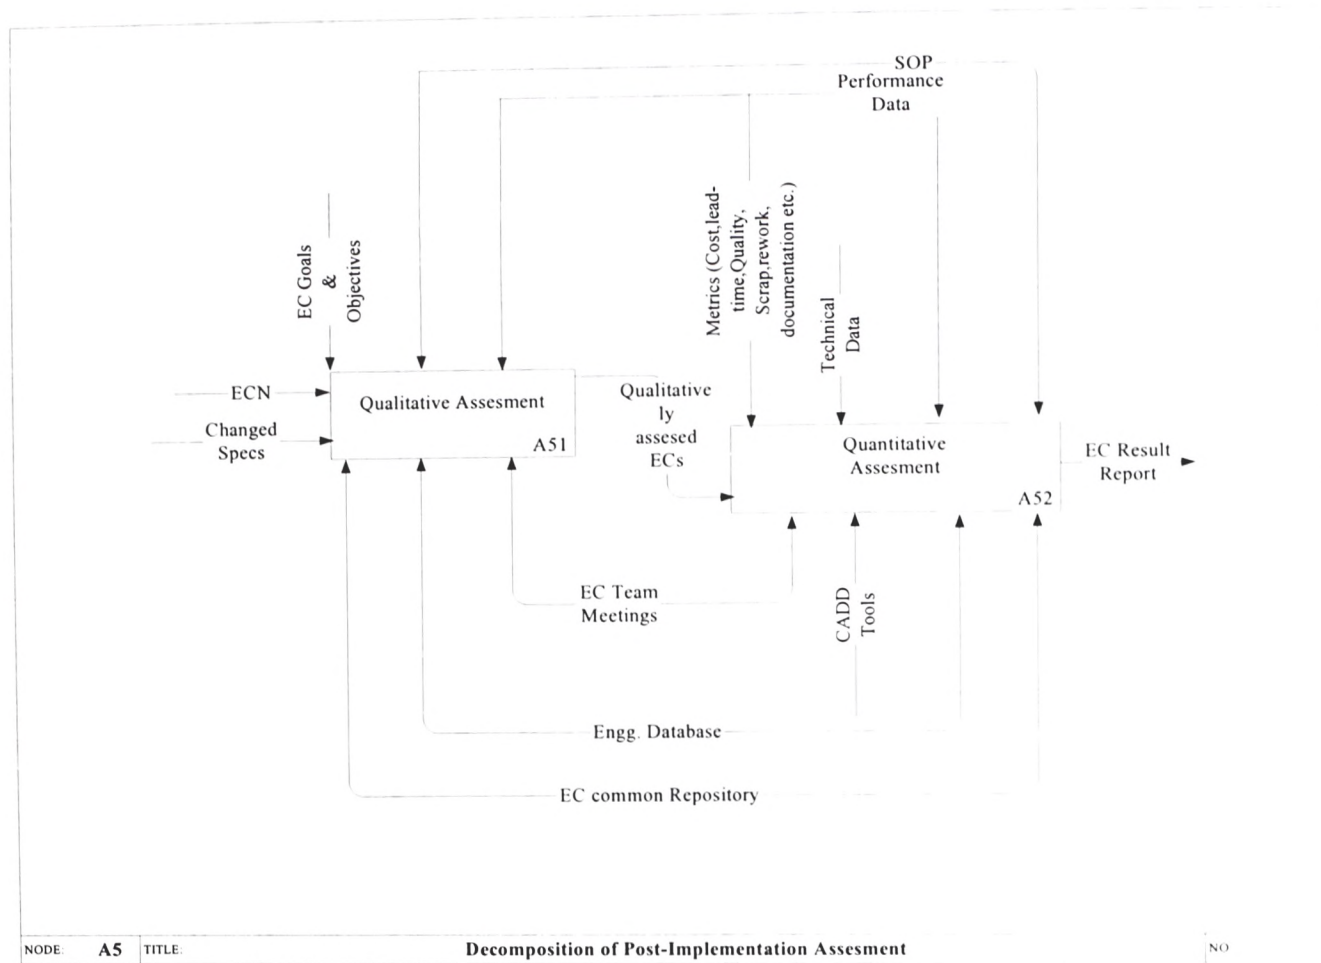 SOP
Performance
Data
EC Goals
&
Objectives
Metrics (Cost,lead-
time,Quality,
Scrap,rework,
documentation etc.)
Technical
Data
ECN
Changed
Specs
Qualitative Assesment
A51
Qualitative
ly
assesed
ECs
Quantitative
Assesment
A52
EC Result
Report
EC Team
Meetings
CADD
Tools
Engg. Database
EC common Repository
NODE: A5 TITLE: Decomposition of Post-Implementation Assesment NO